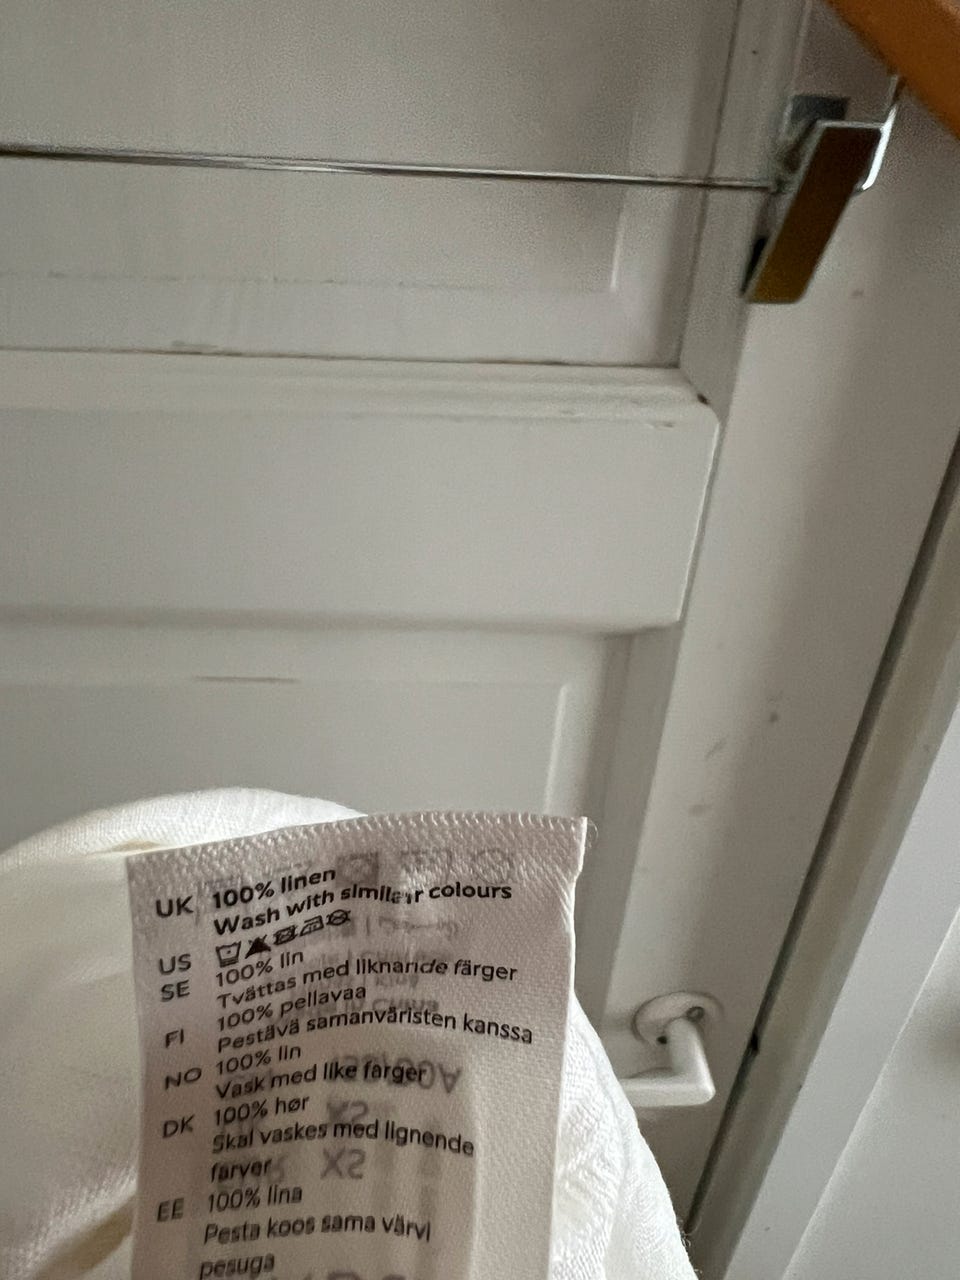 UK 100% linen
Wash with similar colours
US
SE 100% lin
Tvättas med liknande färger
FI 100% pellavaa
Pestävä samanväristen kanssa
NO 100% lin
Vask med like farger
DK 100% hør
Skal vaskes med lignende
farver
EE 100% lina
Pesta koos sama värvi
pesuga